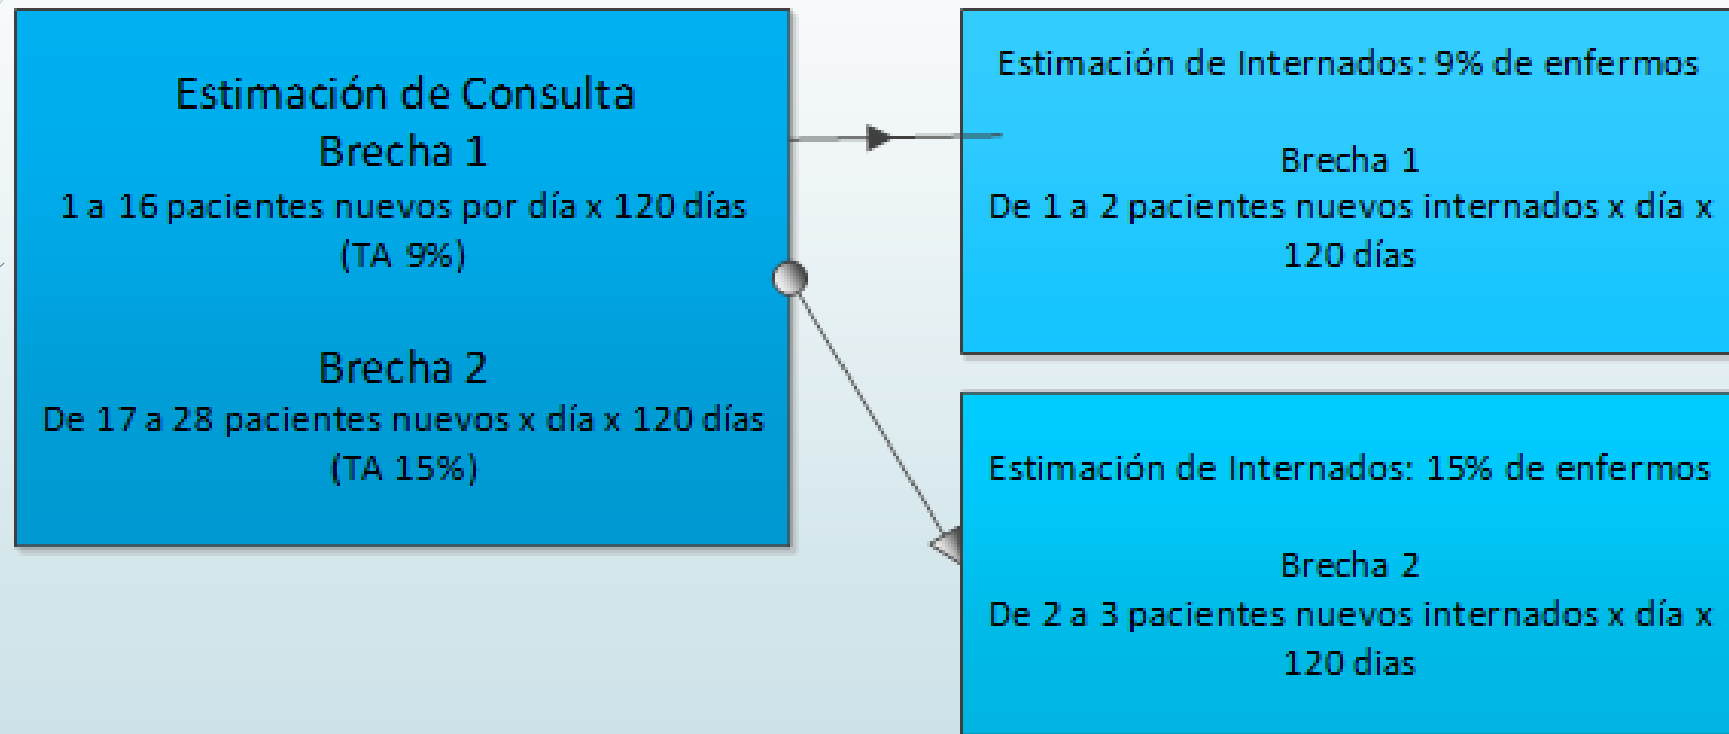 Estimación de Consulta
Brecha 1
1 a 16 pacientes nuevos por día x 120 días
(TA 9%)
Brecha 2
De 17 a 28 pacientes nuevos x día x 120 días
(TA 15%)
Estimación de Internados: 9% de enfermos
Brecha 1
De 1 a 2 pacientes nuevos internados x día x
120 días
Estimación de Internados: 15% de enfermos
Brecha 2
De 2 a 3 pacientes nuevos internados x día x
120 dias